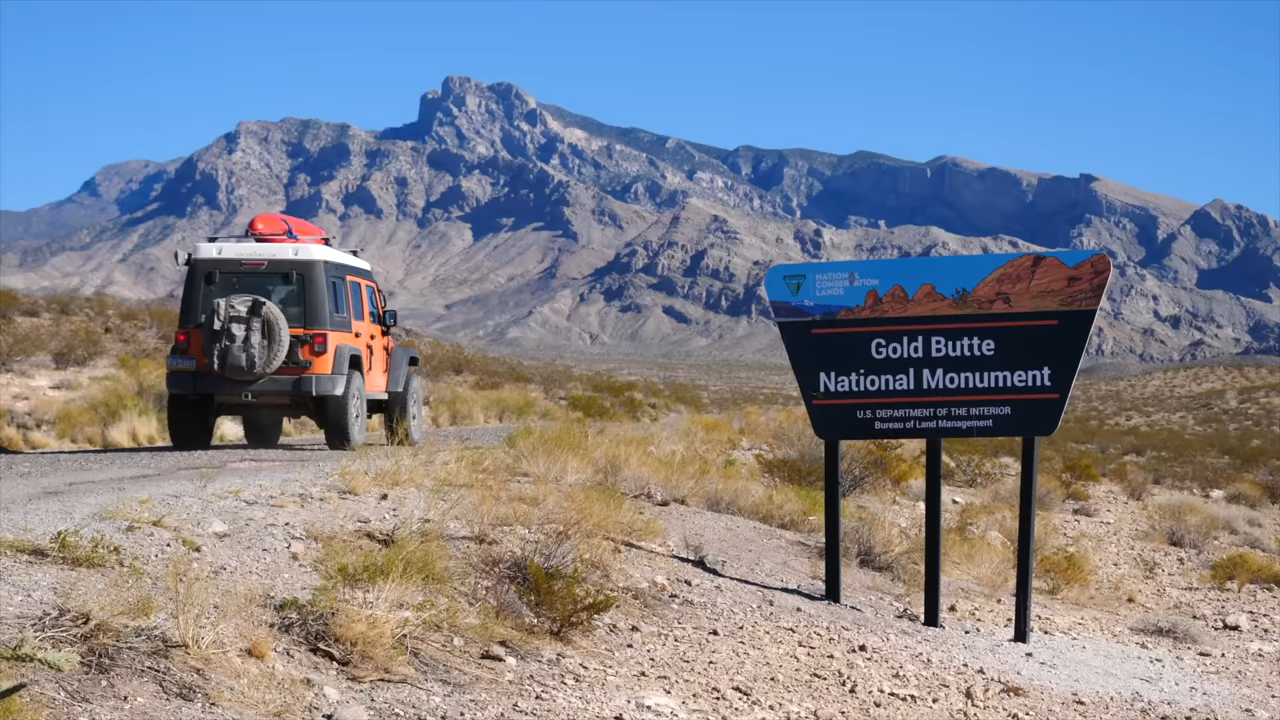 NATIONAL
CONSERVATION
LANDS
Gold Butte
National Monument
U.S. DEPARTMENT OF THE INTERIOR
Bureau of Land Management